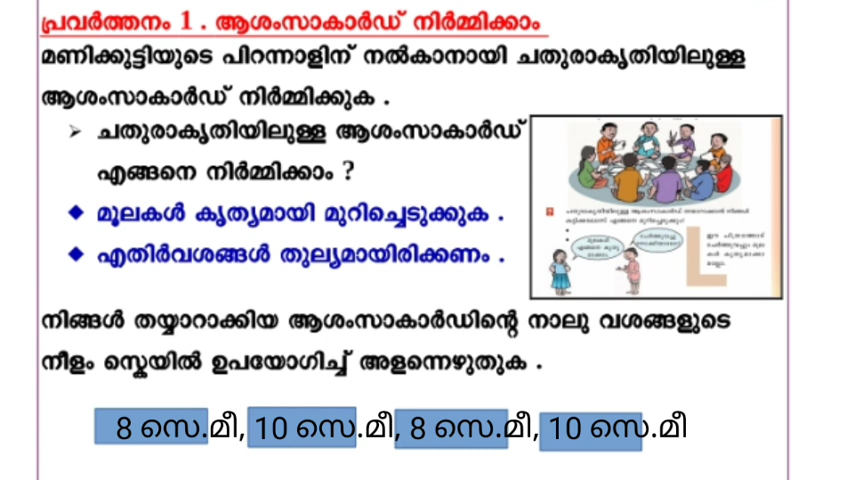 പ്രവർത്തനം 1 . ആശംസാകാർഡ് നിർമ്മിക്കാം
മണിക്കുട്ടിയുടെ പിറന്നാളിന് നൽകാനായി ചതുരാകൃതിയിലുള്ള
ആശംസാകാർഡ് നിർമ്മിക്കുക .
➢ ചതുരാകൃതിയിലുള്ള ആശംസാകാർഡ്
എങ്ങനെ നിർമ്മിക്കാം ?
◆ മൂലകൾ കൃത്യമായി മുറിച്ചെടുക്കുക .
◆ എതിർവശങ്ങൾ തുല്യമായിരിക്കണം .
നിങ്ങൾ തയ്യാറാക്കിയ ആശംസാകാർഡിന്റെ നാലു വശങ്ങളുടെ
നീളം സ്കെയിൽ ഉപയോഗിച്ച് അളന്നെഴുതുക .
8 സെ.മീ, 10 സെ.മീ, 8 സെ.മീ, 10 സെ.മീ